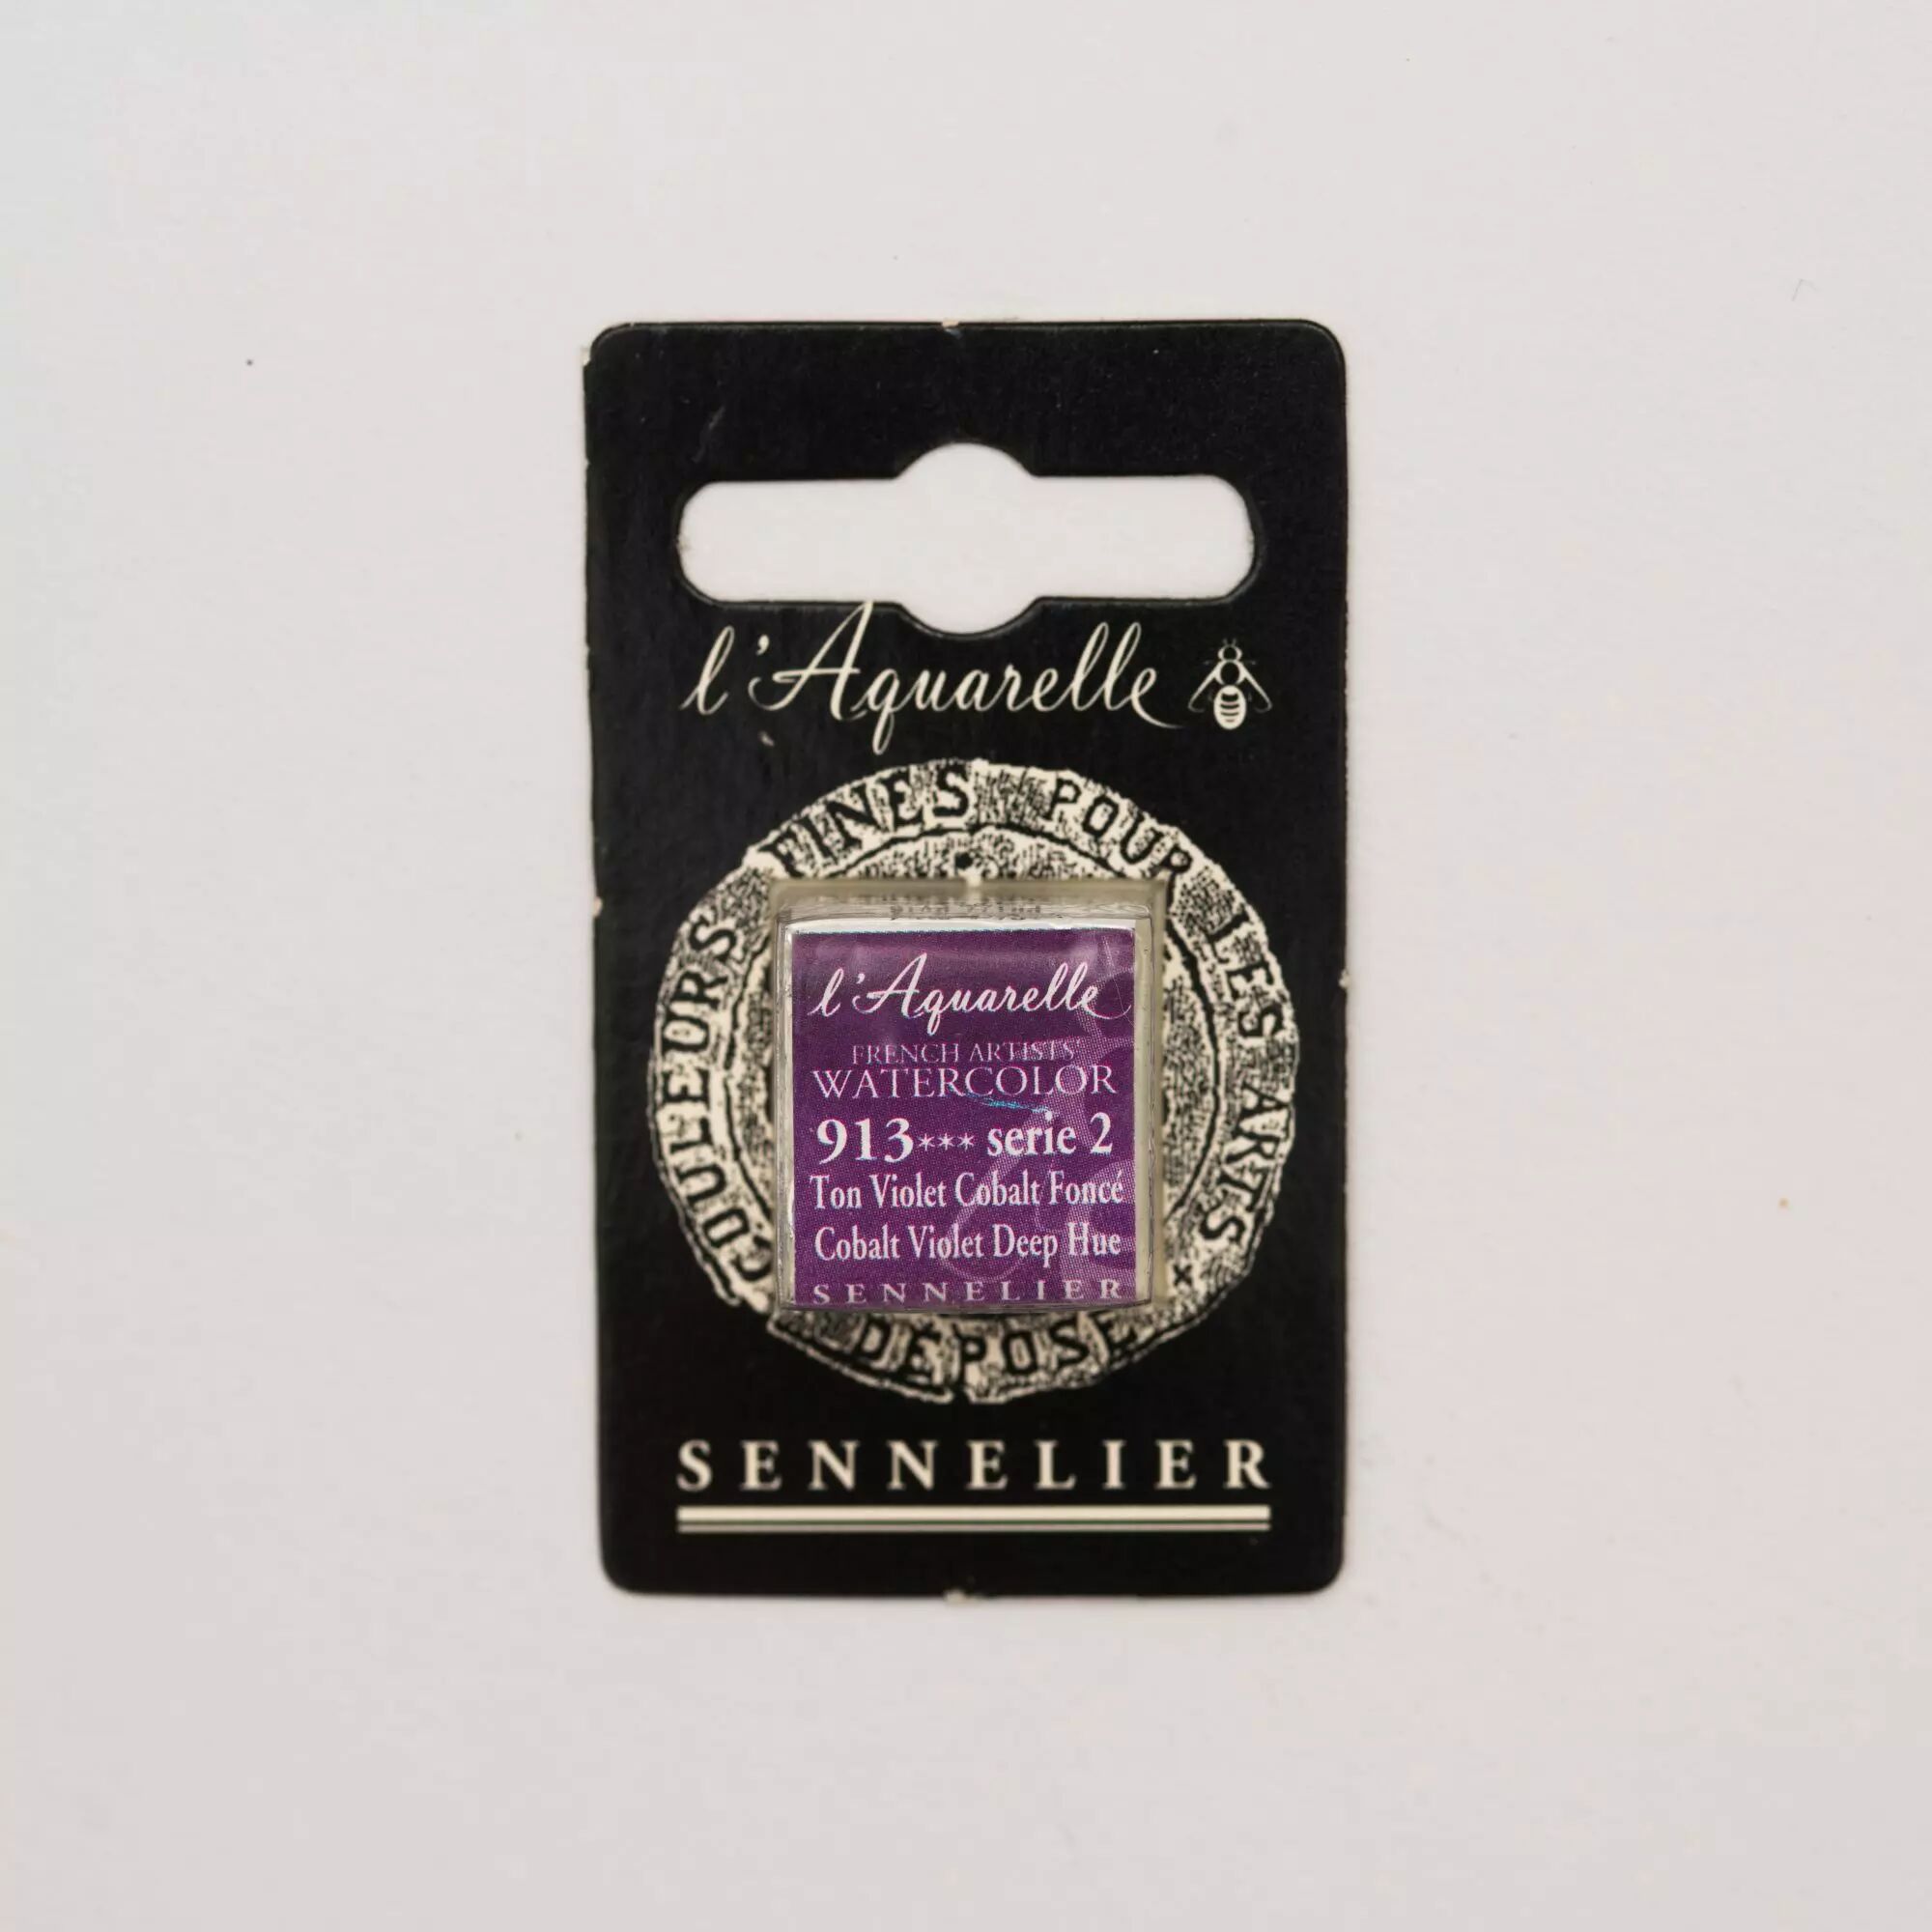 l'Aquarelle
COULEURS FINES POUR LES ARTS
l'Aquarelle
FRENCH ARTISTS'
WATERCOLOR
913*** serie 2
Ton Violet Cobalt Foncé
Cobalt Violet Deep Hue
SENNELIER
DÉPOSÉ
SENNELIER